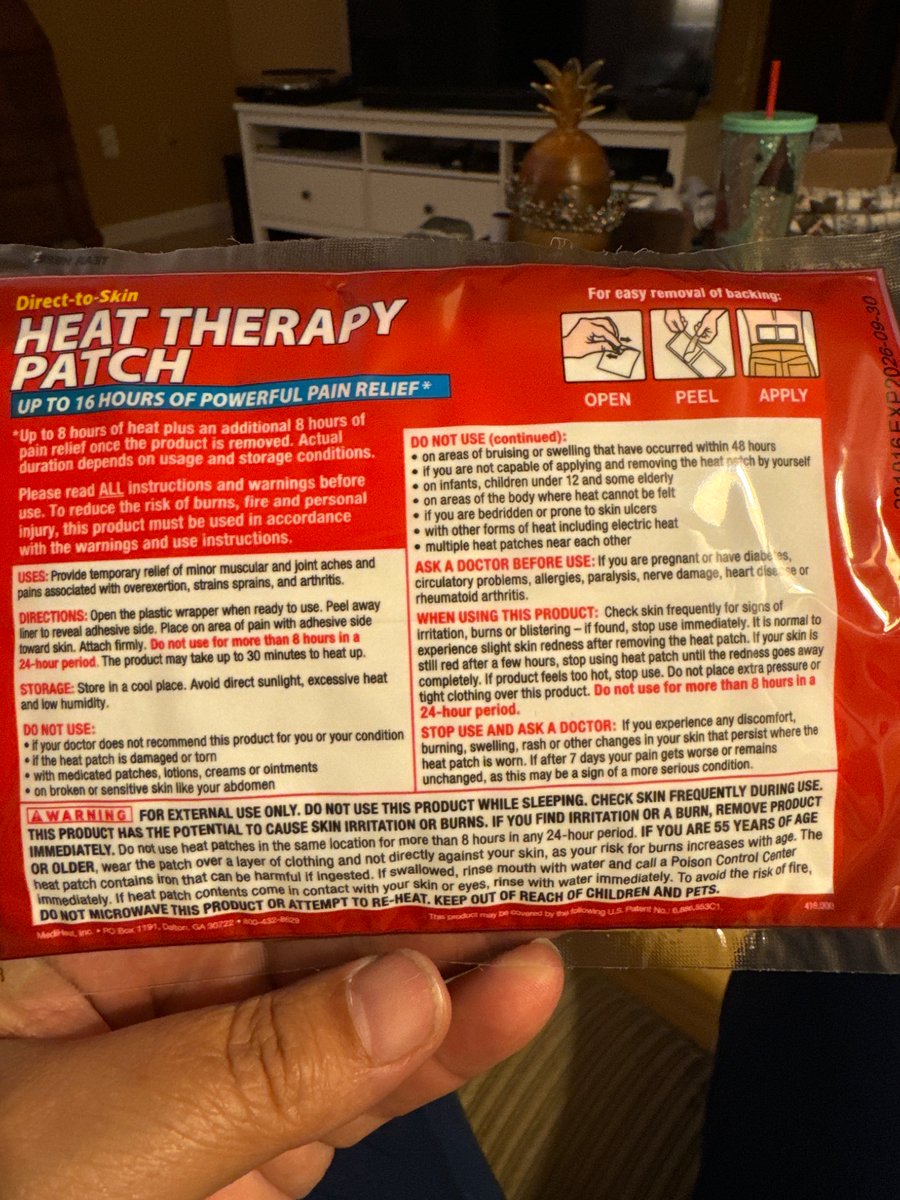 Direct-to-Skin
HEAT THERAPY
PATCH
UP TO 16 HOURS OF POWERFUL PAIN RELIEF*
*Up to 8 hours of heat plus an additional 8 hours of
pain relief once the product is removed. Actual
duration depends on usage and storage conditions.
Please read ALL instructions and warnings before
use. To reduce the risk of burns, fire and personal
injury, this product must be used in accordance
with the warnings and use instructions.
USES: Provide temporary relief of minor muscular and joint aches and
pains associated with overexertion, strains sprains, and arthritis.
DIRECTIONS: Open the plastic wrapper when ready to use. Peel away
liner to reveal adhesive side. Place on area of pain with adhesive side
toward skin. Attach firmly. Do not use for more than 8 hours in a
24-hour period. The product may take up to 30 minutes to heat up.
STORAGE: Store in a cool place. Avoid direct sunlight, excessive heat
and low humidity.
DO NOT USE:
• if your doctor does not recommend this product for you or your condition
• if the heat patch is damaged or torn
• with medicated patches, lotions, creams or ointments
• on broken or sensitive skin like your abdomen
For easy removal of backing:
OPEN PEEL APPLY
EXP2026-09-30
DO NOT USE (continued):
• on areas of bruising or swelling that have occurred within 48 hours
• if you are not capable of applying and removing the heat patch by yourself
• on infants, children under 12 and some elderly
• on areas of the body where heat cannot be felt
• if you are bedridden or prone to skin ulcers
• with other forms of heat including electric heat
• multiple heat patches near each other
ASK A DOCTOR BEFORE USE: If you are pregnant or have diabetes,
circulatory problems, allergies, paralysis, nerve damage, heart disease or
rheumatoid arthritis.
WHEN USING THIS PRODUCT: Check skin frequently for signs of
irritation, burns or blistering – if found, stop use immediately. It is normal to
experience slight skin redness after removing the heat patch. If your skin is
still red after a few hours, stop using heat patch until the redness goes away
completely. If product feels too hot, stop use. Do not place extra pressure or
tight clothing over this product. Do not use for more than 8 hours in a
24-hour period.
STOP USE AND ASK A DOCTOR: If you experience any discomfort,
burning, swelling, rash or other changes in your skin that persist where the
heat patch is worn. If after 7 days your pain gets worse or remains
unchanged, as this may be a sign of a more serious condition.
WARNING FOR EXTERNAL USE ONLY. DO NOT USE THIS PRODUCT WHILE SLEEPING. CHECK SKIN FREQUENTLY DURING USE.
THIS PRODUCT HAS THE POTENTIAL TO CAUSE SKIN IRRITATION OR BURNS. IF YOU FIND IRRITATION OR A BURN, REMOVE PRODUCT
IMMEDIATELY. Do not use heat patches in the same location for more than 8 hours in any 24-hour period. IF YOU ARE 55 YEARS OF AGE
OR OLDER, wear the patch over a layer of clothing and not directly against your skin, as your risk for burns increases with age. The
heat patch contains iron that can be harmful if ingested. If swallowed, rinse mouth with water and call a Poison Control Center
immediately. If heat patch contents come in contact with your skin or eyes, rinse with water immediately. To avoid the risk of fire,
DO NOT MICROWAVE THIS PRODUCT OR ATTEMPT TO RE-HEAT. KEEP OUT OF REACH OF CHILDREN AND PETS.
MediHeat, Inc. • PO Box 1191, Dalton, GA 30722 • 800-432-8629
This product may be covered by the following U.S. Patent No.: 6,886,553C1.